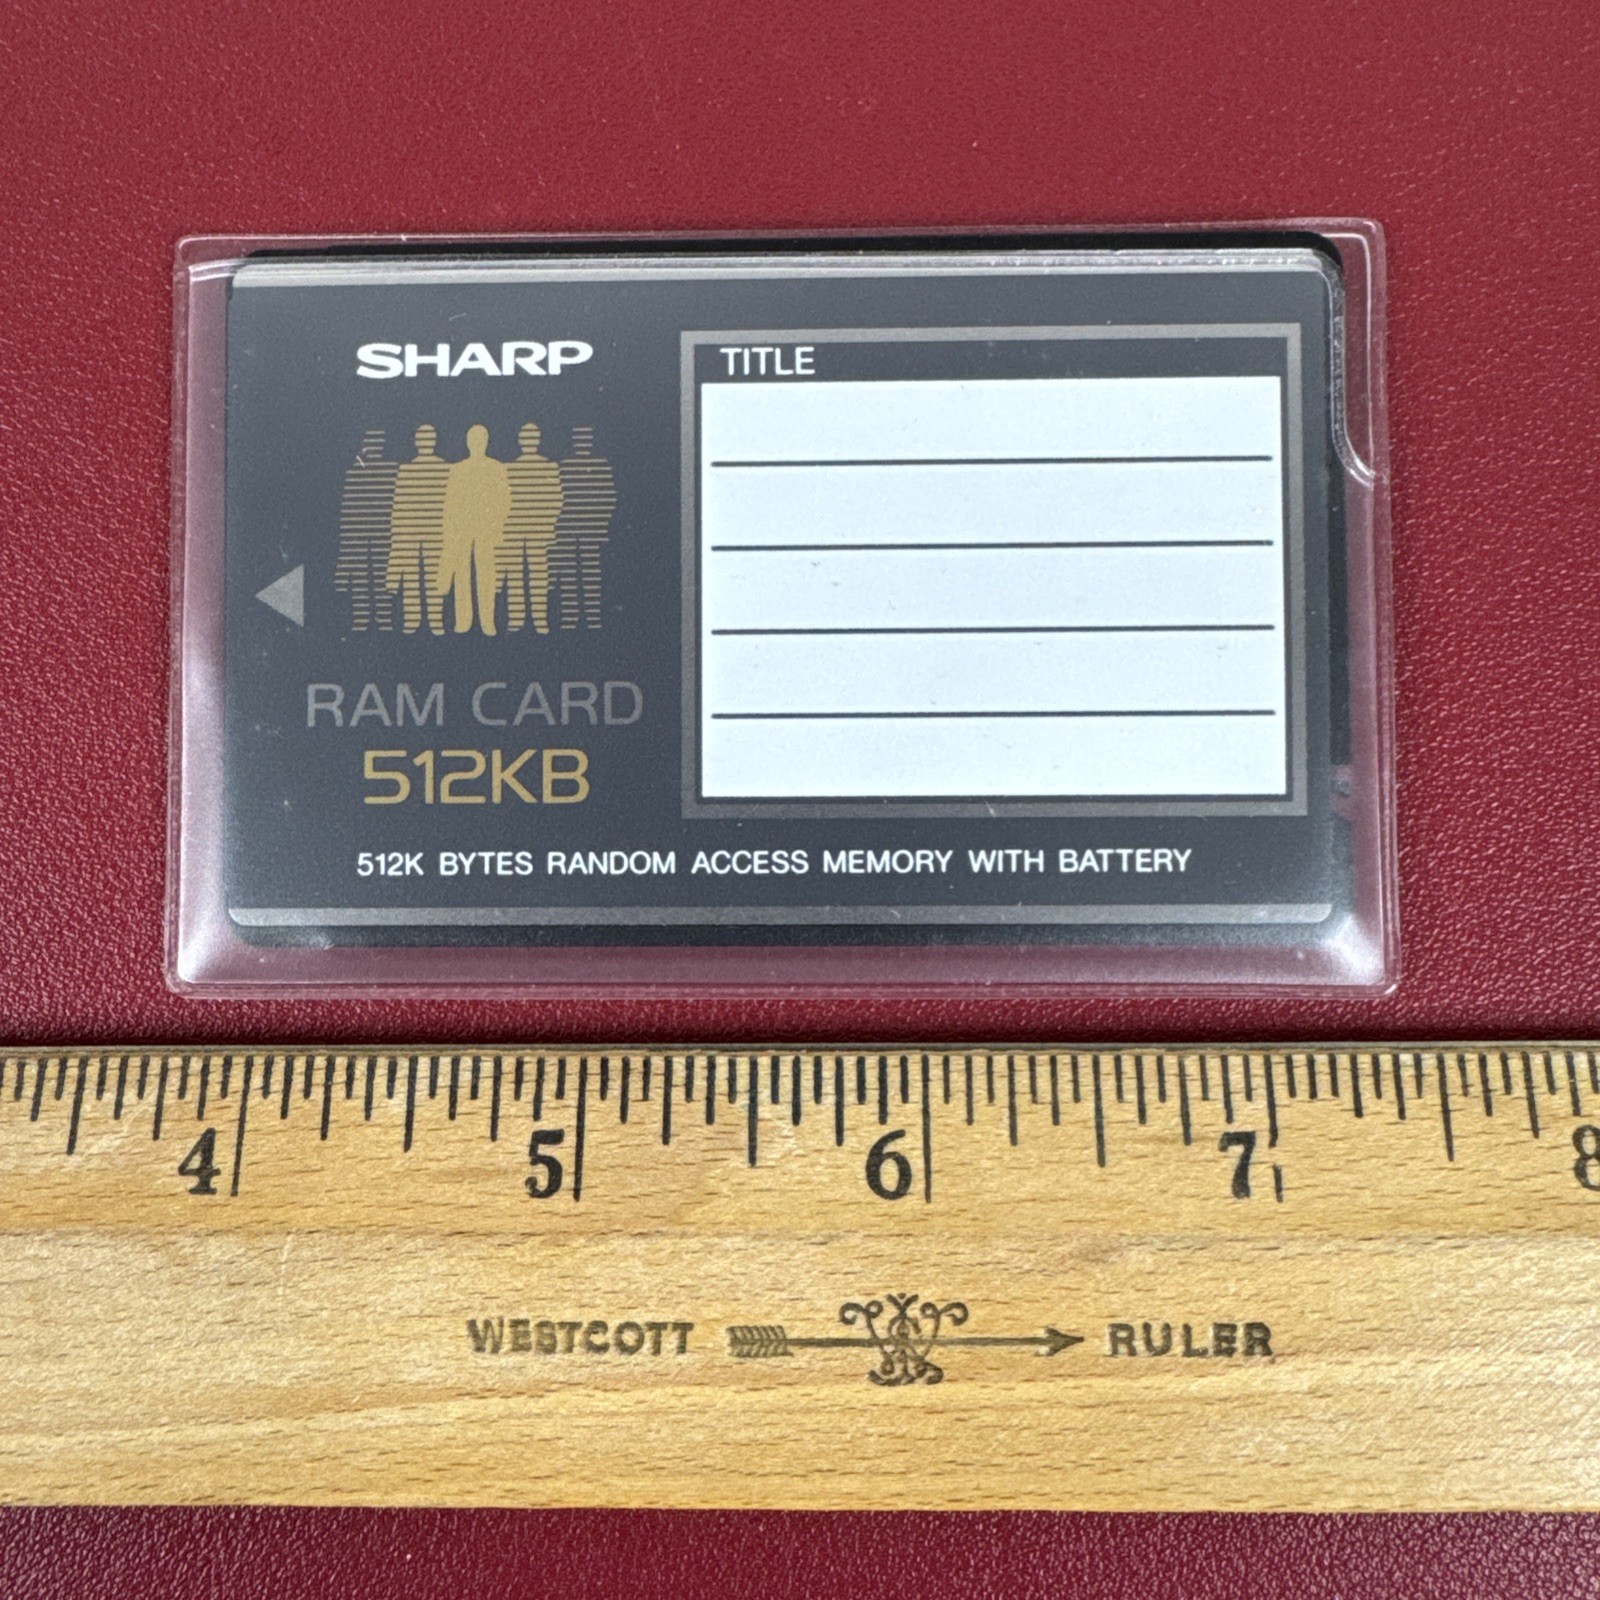 SHARP
TITLE
RAM CARD
512KB
512K BYTES RANDOM ACCESS MEMORY WITH BATTERY
4 5 6 7 8
WESTCOTT RULER